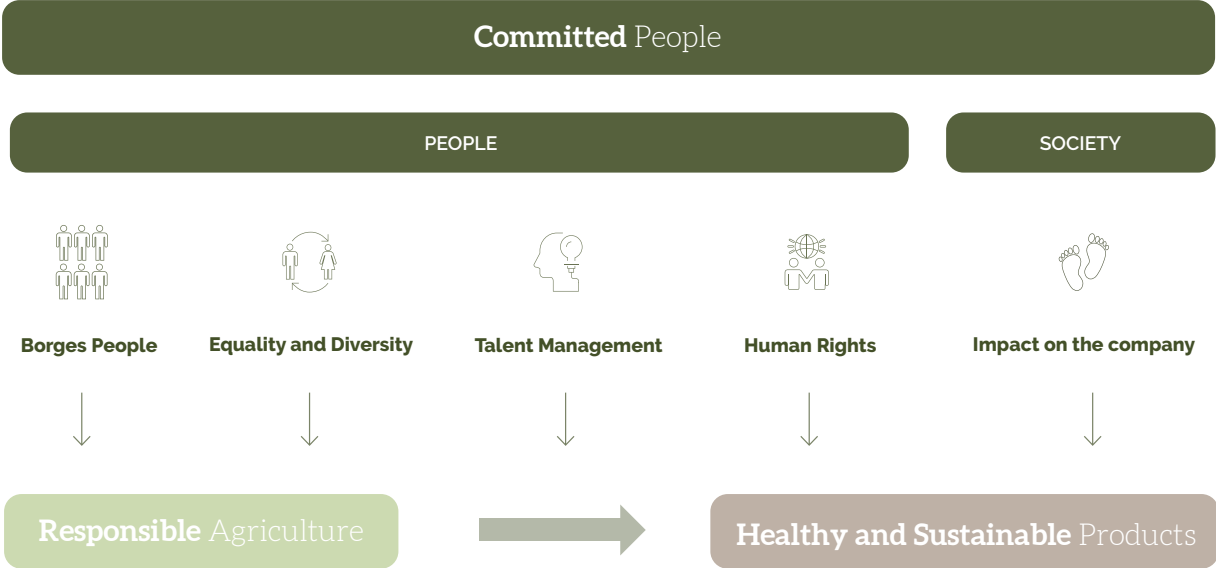 Committed People
PEOPLE
SOCIETY
Borges People
Equality and Diversity
Talent Management
Human Rights
Impact on the company
Responsible Agriculture
Healthy and Sustainable Products